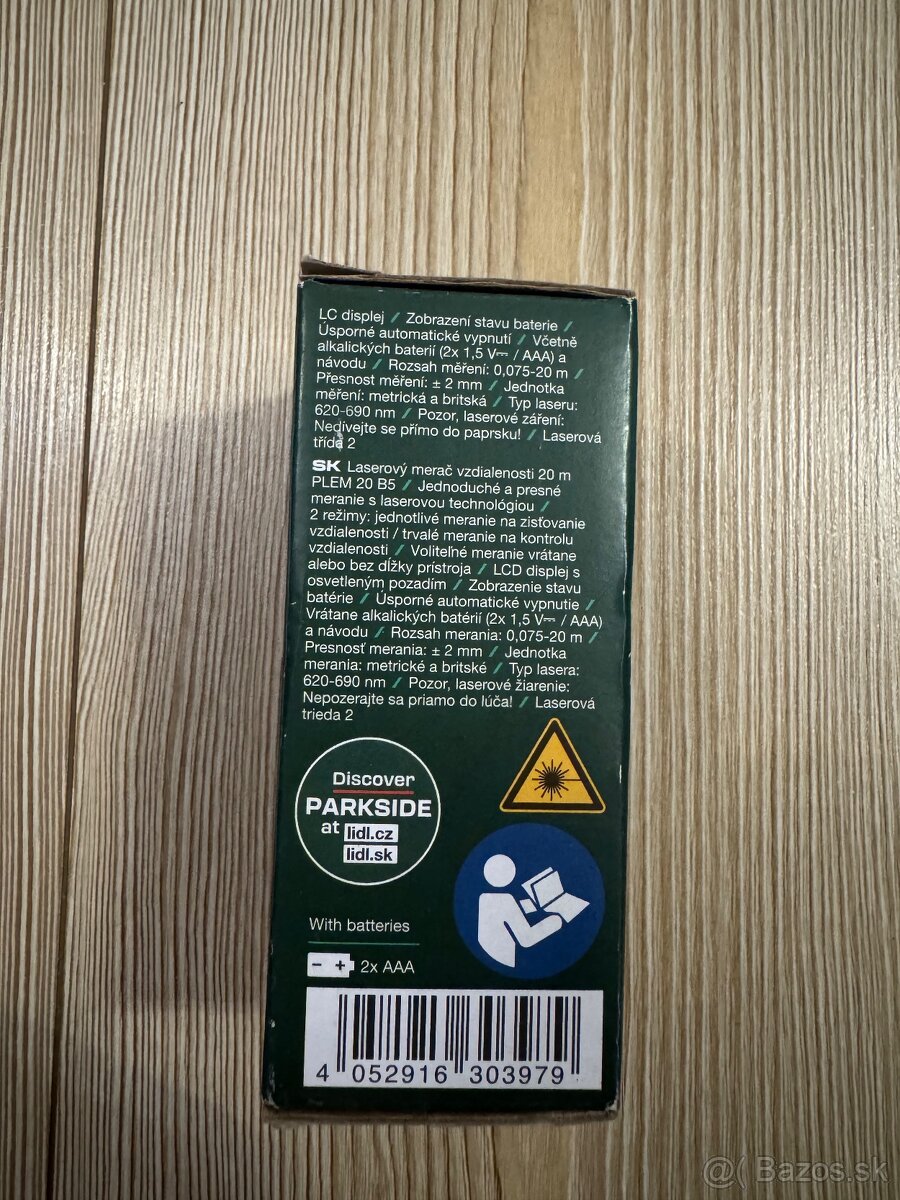 LC displej / Zobrazení stavu baterie /
Úsporné automatické vypnutí / Včetně
alkalických baterií (2x 1,5 V⎓ / AAA) a
návodu / Rozsah měření: 0,075-20 m /
Přesnost měření: ± 2 mm / Jednotka
měření: metrická a britská / Typ laseru:
620-690 nm / Pozor, laserové záření:
Nedívejte se přímo do paprsku! / Laserová
třída 2
SK Laserový merač vzdialenosti 20 m
PLEM 20 B5 / Jednoduché a presné
meranie s laserovou technológiou /
2 režimy: jednotlivé meranie na zisťovanie
vzdialenosti / trvalé meranie na kontrolu
vzdialenosti / Voliteľné meranie vrátane
alebo bez dĺžky prístroja / LCD displej s
osvetleným pozadím / Zobrazenie stavu
batérie / Úsporné automatické vypnutie /
Vrátane alkalických batérií (2x 1,5 V⎓ / AAA)
a návodu / Rozsah merania: 0,075-20 m /
Presnosť merania: ± 2 mm / Jednotka
merania: metrické a britské / Typ lasera:
620-690 nm / Pozor, laserové žiarenie:
Nepozerajte sa priamo do lúča! / Laserová
trieda 2
Discover
PARKSIDE
at lidl.cz
lidl.sk
With batteries
- + 2x AAA
4 052916 303979
@( Bazos.sk